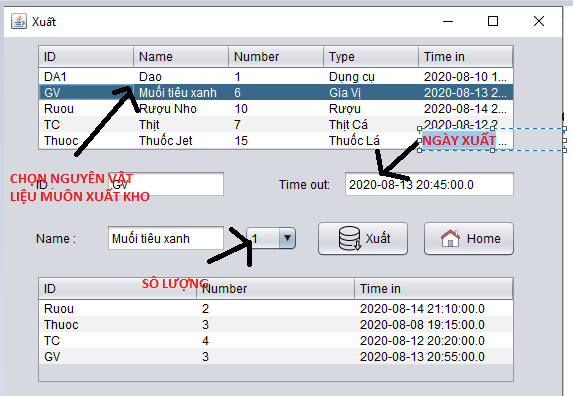 Xuất
ID Name Number Type Time in
DA1 Dao 1 Dụng cụ 2020-08-10 1...
GV Muối tiêu xanh 6 Gia Vị 2020-08-13 2...
Ruou Rượu Nho 10 Rượu 2020-08-14 2...
TC Thịt 7 Thịt Cá 2020-08-12 2
Thuoc Thuốc Jet 15 Thuốc Lá ...
NGÀY XUẤT
CHỌN NGUYÊN VẬT
LIỆU MUÔN XUẤT KHO
ID : GV Time out: 2020-08-13 20:45:00.0
Name : Muối tiêu xanh 1 Xuất Home
SÔ LƯỢNG
ID Number Time in
Ruou 2 2020-08-14 21:10:00.0
Thuoc 3 2020-08-08 19:15:00.0
TC 4 2020-08-12 20:20:00.0
GV 3 2020-08-13 20:55:00.0